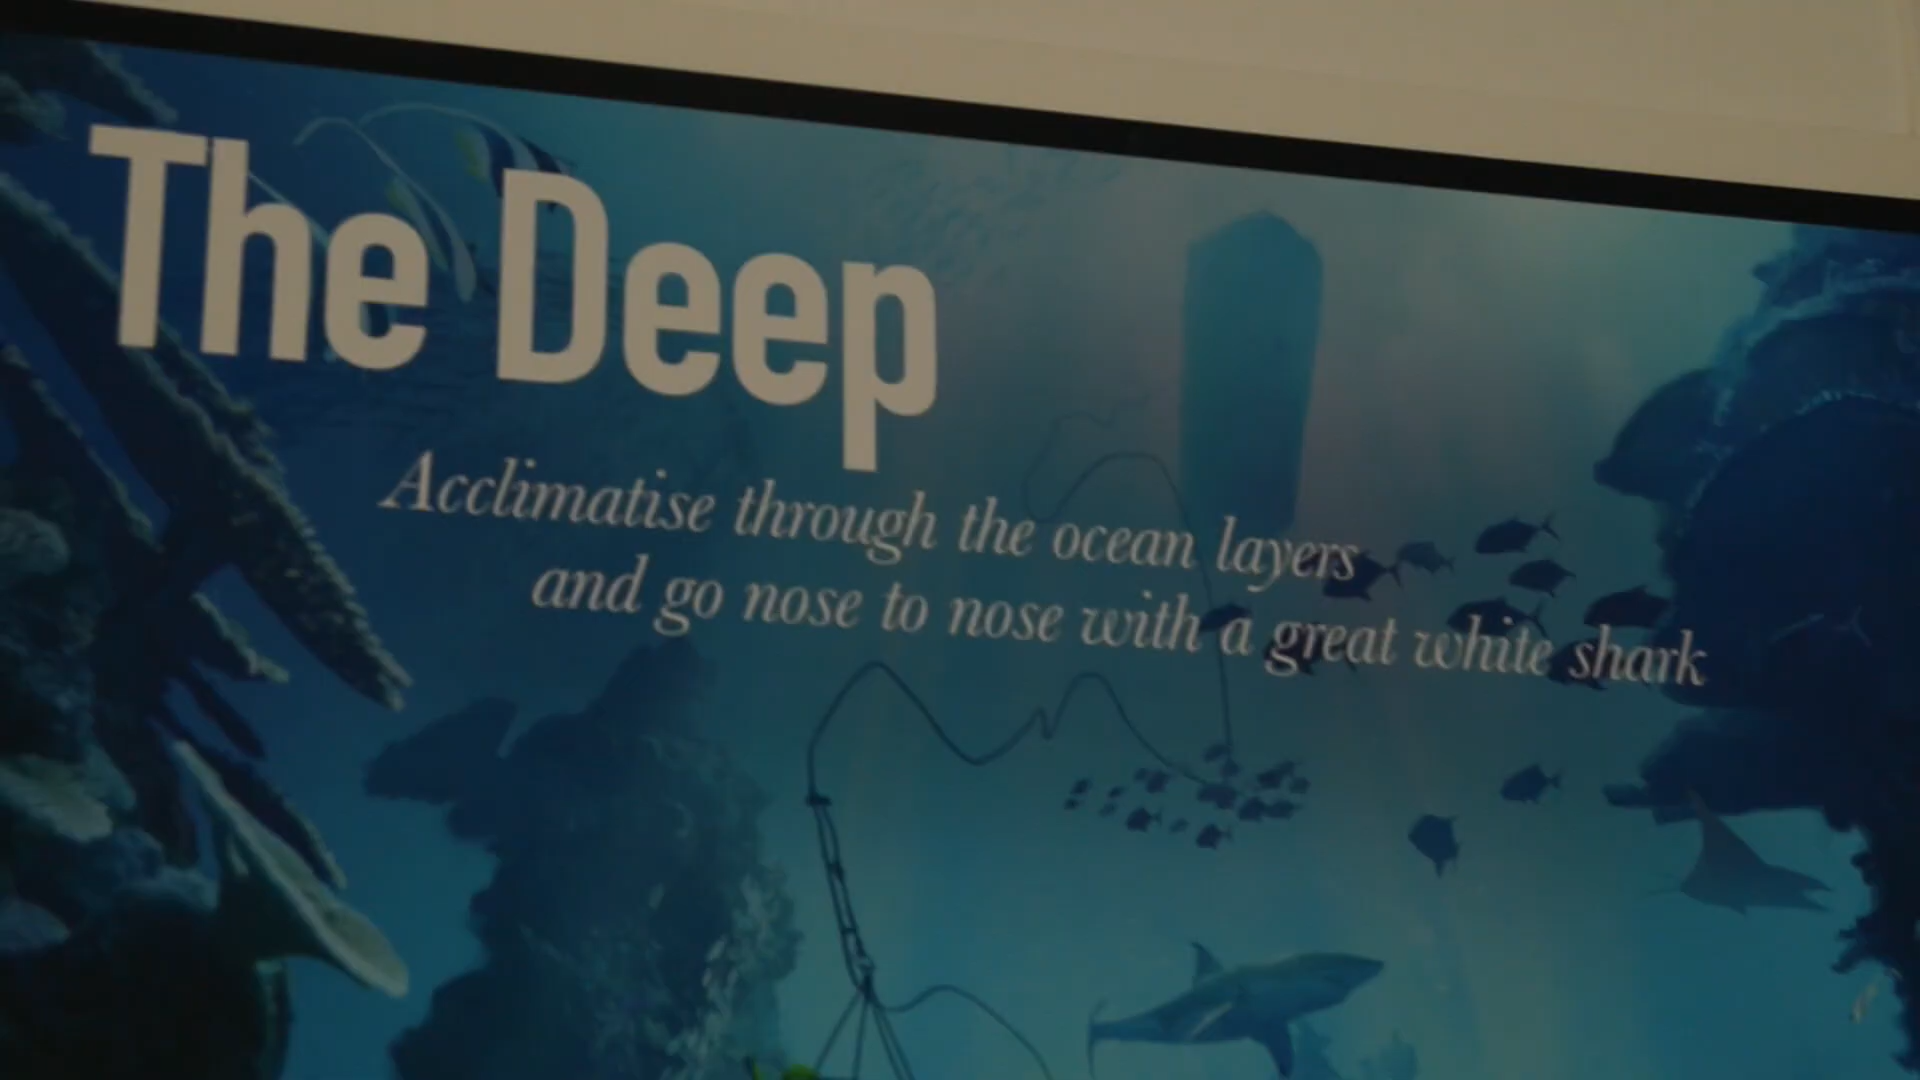 The Deep
Acclimatise through the ocean layers
and go nose to nose with a great white shark